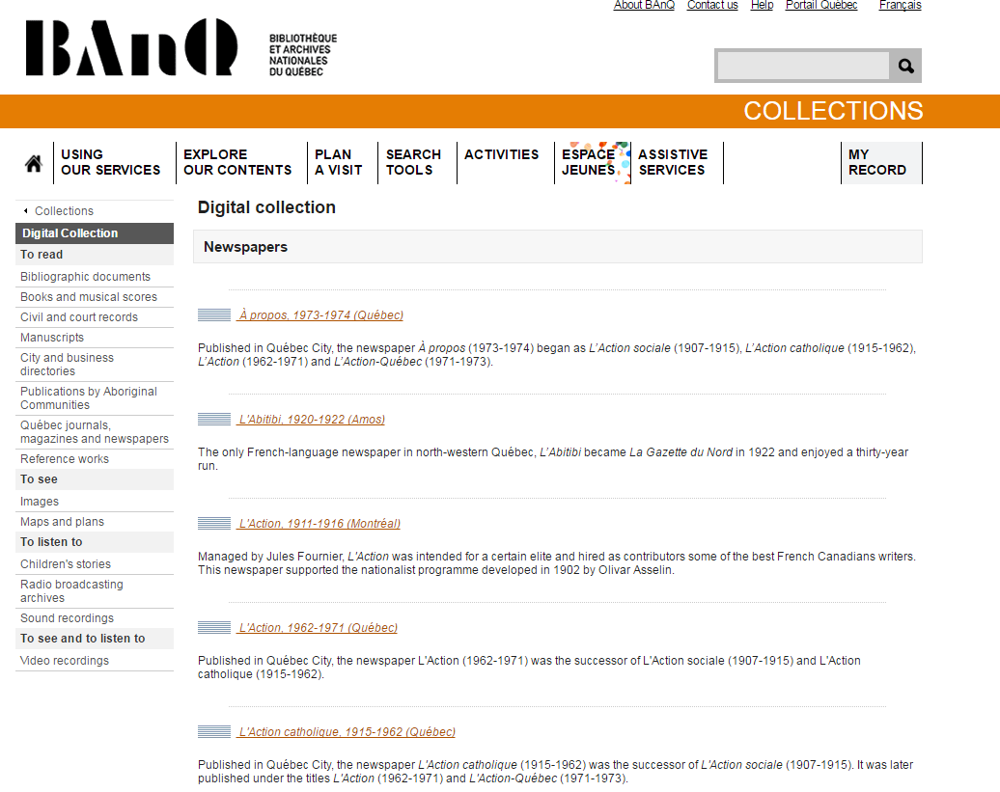 About BAnQ Contact us Help Portail Québec Français
BAnQ
BIBLIOTHÈQUE
ET ARCHIVES
NATIONALES
DU QUÉBEC
COLLECTIONS
USING
OUR SERVICES
EXPLORE
OUR CONTENTS
PLAN
A VISIT
SEARCH
TOOLS
ACTIVITIES
ESPACE
JEUNES
ASSISTIVE
SERVICES
MY
RECORD
Collections
Digital Collection
To read
Bibliographic documents
Books and musical scores
Civil and court records
Manuscripts
City and business
directories
Publications by Aboriginal
Communities
Québec journals,
magazines and newspapers
Reference works
To see
Images
Maps and plans
To listen to
Children's stories
Radio broadcasting
archives
Sound recordings
To see and to listen to
Video recordings
Digital collection
Newspapers
À propos, 1973-1974 (Québec)
Published in Québec City, the newspaper À propos (1973-1974) began as L'Action sociale (1907-1915), L'Action catholique (1915-1962),
L'Action (1962-1971) and L'Action-Québec (1971-1973).
L'Abitibi, 1920-1922 (Amos)
The only French-language newspaper in north-western Québec, L'Abitibi became La Gazette du Nord in 1922 and enjoyed a thirty-year
run.
L'Action, 1911-1916 (Montréal)
Managed by Jules Fournier, L'Action was intended for a certain elite and hired as contributors some of the best French Canadians writers.
This newspaper supported the nationalist programme developed in 1902 by Olivar Asselin.
L'Action, 1962-1971 (Québec)
Published in Québec City, the newspaper L'Action (1962-1971) was the successor of L'Action sociale (1907-1915) and L'Action
catholique (1915-1962).
L'Action catholique, 1915-1962 (Québec)
Published in Québec City, the newspaper L'Action catholique (1915-1962) was the successor of L'Action sociale (1907-1915). It was later
published under the titles L'Action (1962-1971) and L'Action-Québec (1971-1973).